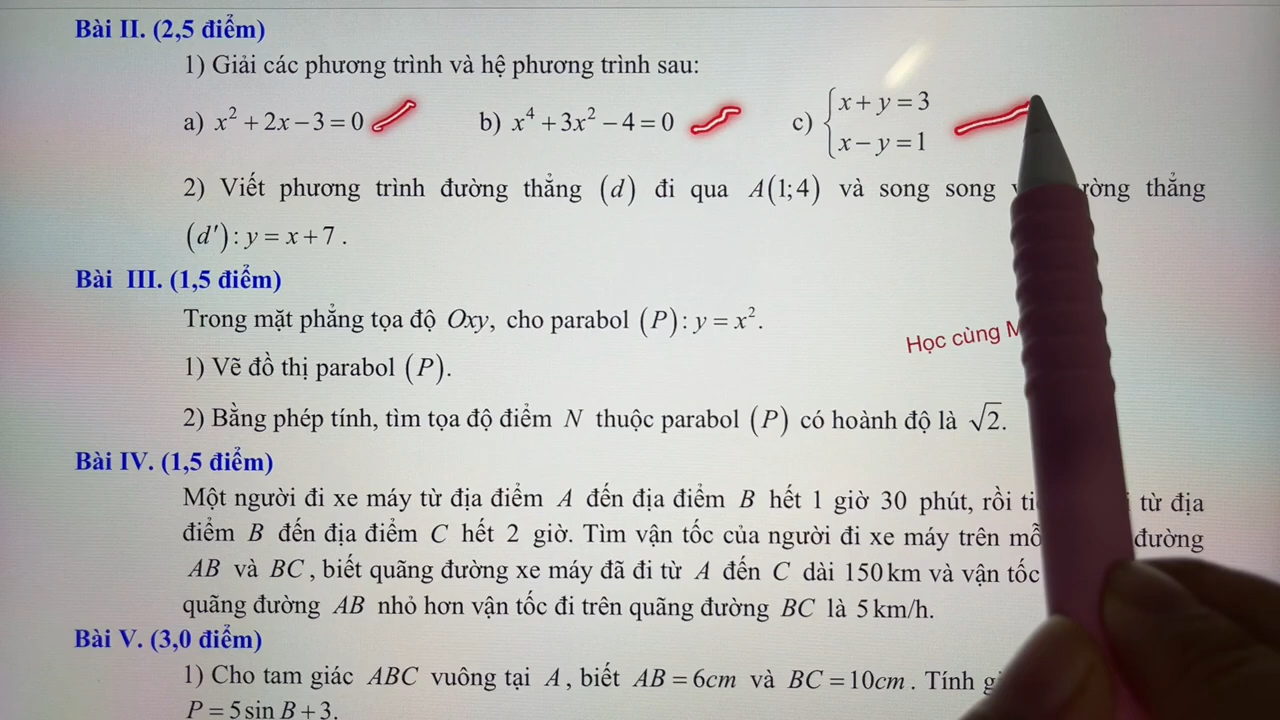 Bài II. (2,5 điểm)
1) Giải các phương trình và hệ phương trình sau:
a) x² + 2x − 3 = 0 b) x⁴ + 3x² − 4 = 0 c) { x + y = 3
x − y = 1
2) Viết phương trình đường thẳng (d) đi qua A(1;4) và song song thẳng
(d′): y = x + 7.
Bài III. (1,5 điểm)
Trong mặt phẳng tọa độ Oxy, cho parabol (P): y = x².
Học cùng
1) Vẽ đồ thị parabol (P).
2) Bằng phép tính, tìm tọa độ điểm N thuộc parabol (P) có hoành độ là √2.
Bài IV. (1,5 điểm)
Một người đi xe máy từ địa điểm A đến địa điểm B hết 1 giờ 30 phút, rồi từ địa
điểm B đến địa điểm C hết 2 giờ. Tìm vận tốc của người đi xe máy trên đường
AB và BC, biết quãng đường xe máy đã đi từ A đến C dài 150 km và vận tốc
quãng đường AB nhỏ hơn vận tốc đi trên quãng đường BC là 5 km/h.
Bài V. (3,0 điểm)
1) Cho tam giác ABC vuông tại A, biết AB = 6cm và BC = 10cm. Tính
P = 5 sin B + 3.